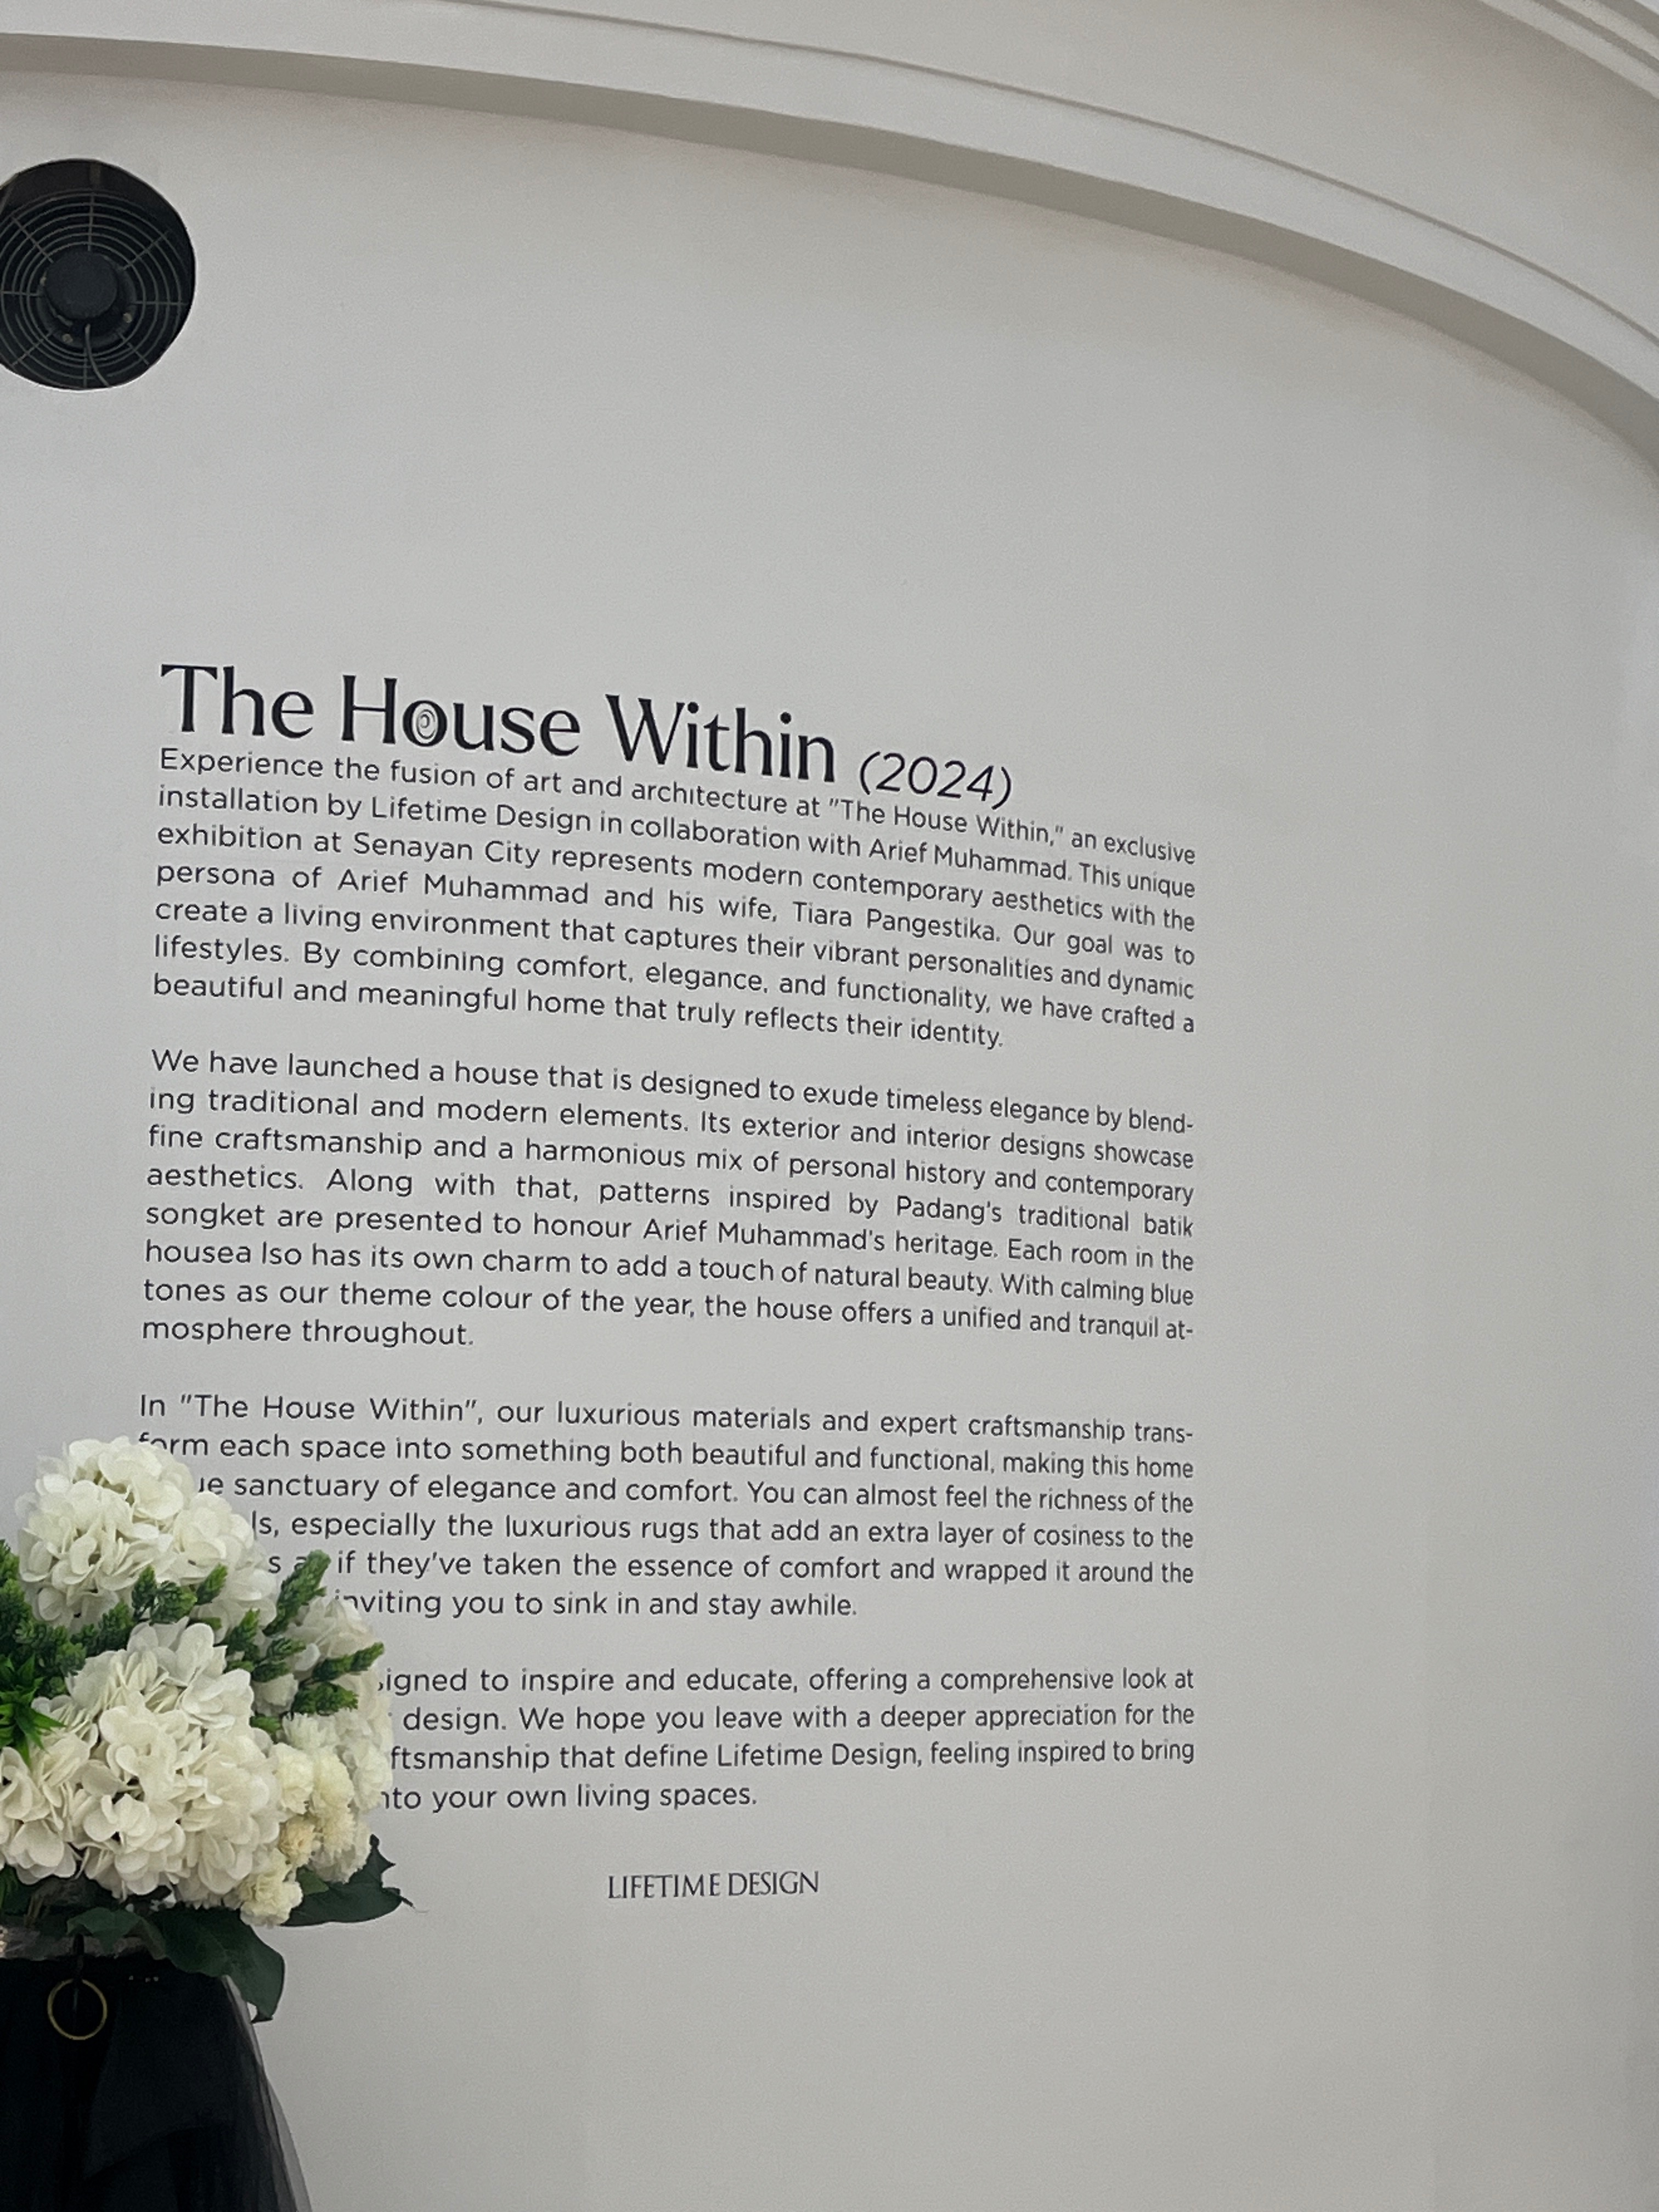 The House Within (2024)
Experience the fusion of art and architecture at "The House Within," an exclusive
installation by Lifetime Design in collaboration with Arief Muhammad. This unique
exhibition at Senayan City represents modern contemporary aesthetics with the
persona of Arief Muhammad and his wife, Tiara Pangestika. Our goal was to
create a living environment that captures their vibrant personalities and dynamic
lifestyles. By combining comfort, elegance, and functionality, we have crafted a
beautiful and meaningful home that truly reflects their identity.
We have launched a house that is designed to exude timeless elegance by blend-
ing traditional and modern elements. Its exterior and interior designs showcase
fine craftsmanship and a harmonious mix of personal history and contemporary
aesthetics. Along with that, patterns inspired by Padang's traditional batik
songket are presented to honour Arief Muhammad's heritage. Each room in the
housea lso has its own charm to add a touch of natural beauty. With calming blue
tones as our theme colour of the year, the house offers a unified and tranquil at-
mosphere throughout.
In "The House Within", our luxurious materials and expert craftsmanship trans-
form each space into something both beautiful and functional, making this home
sanctuary of elegance and comfort. You can almost feel the richness of the
especially the luxurious rugs that add an extra layer of cosiness to the
if they've taken the essence of comfort and wrapped it around the
inviting you to sink in and stay awhile.
to inspire and educate, offering a comprehensive look at
design. We hope you leave with a deeper appreciation for the
that define Lifetime Design, feeling inspired to bring
your own living spaces.
LIFETIME DESIGN